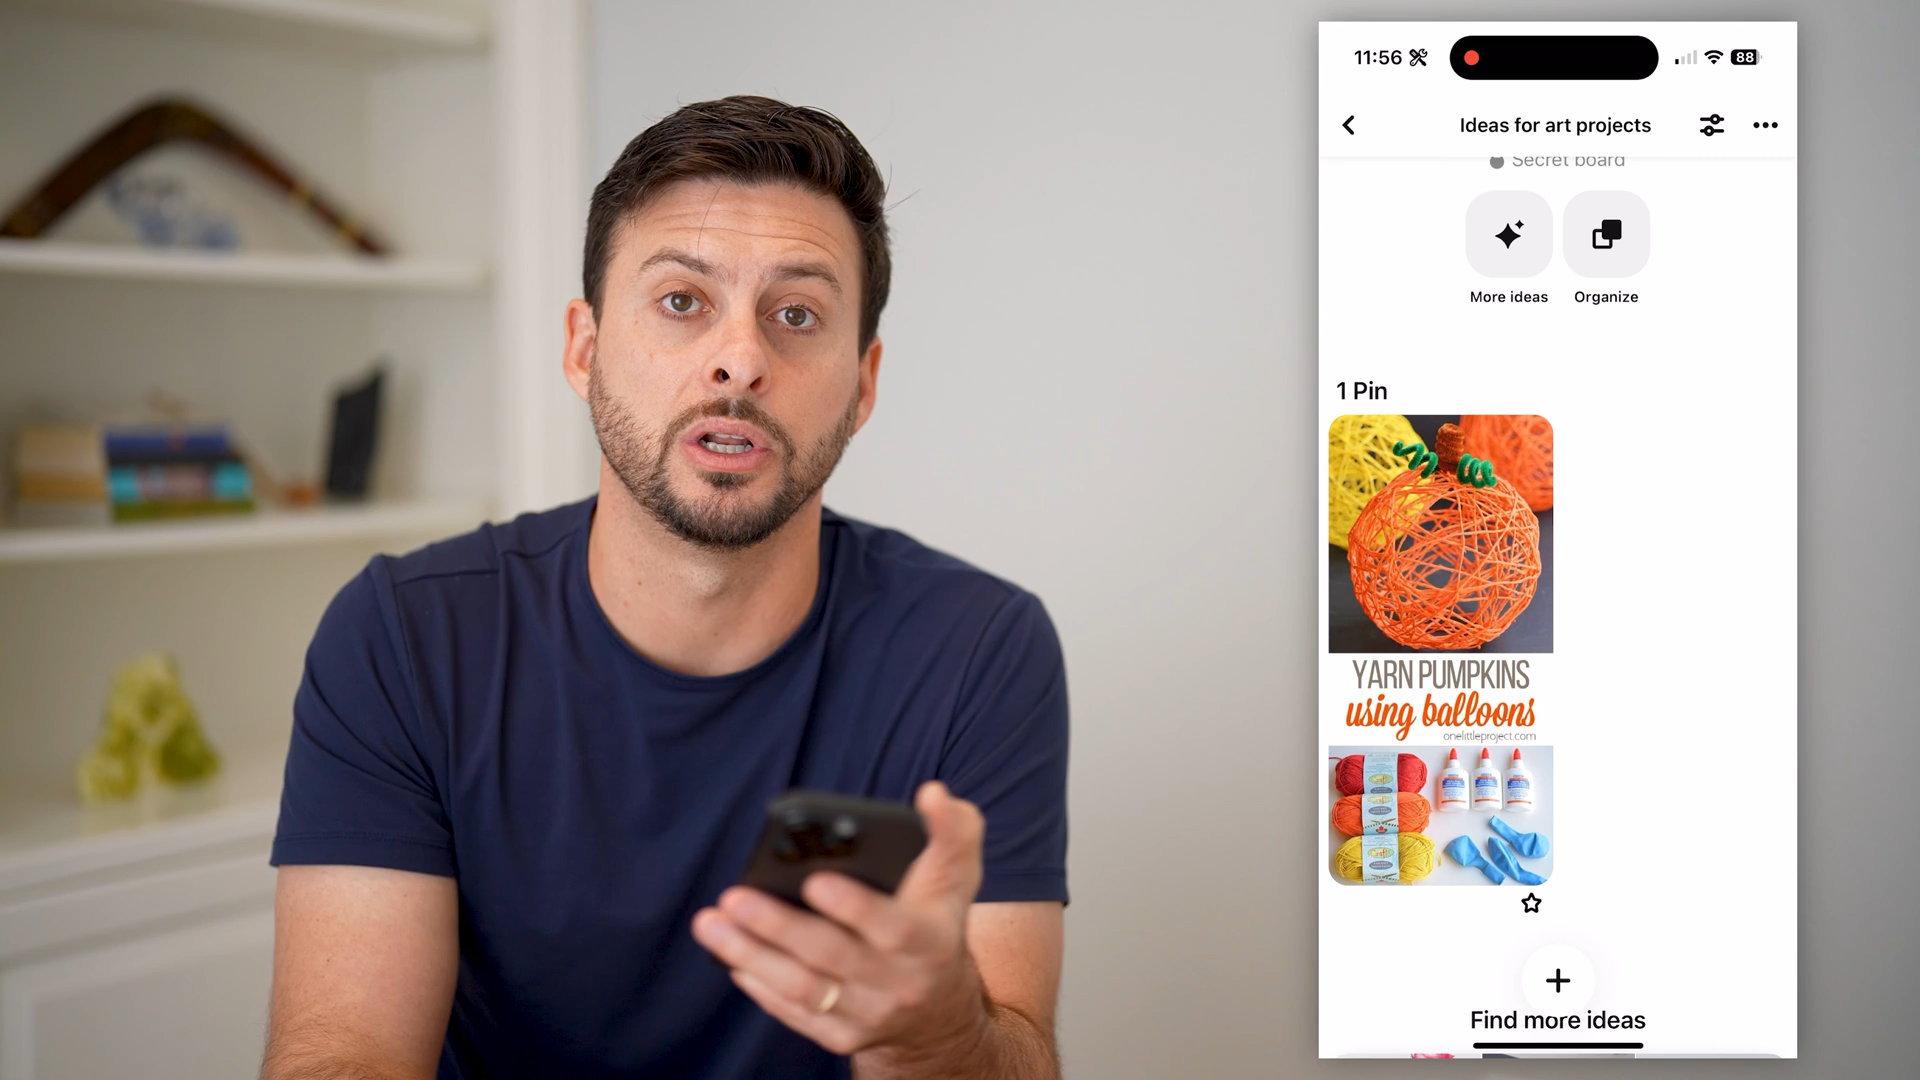 11:56
88
Ideas for art projects
Secret board
More ideas
Organize
1 Pin
YARN PUMPKINS
using balloons
onelittleproject.com
Find more ideas